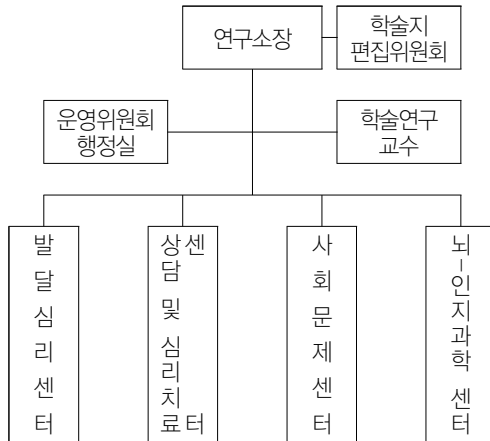 연구소장
학술지
편집위원회
운영위원회
행정실
학술연구
교수
발달심리센터
상담 및 심리치료
센터
사회문제센터
뇌-인지과학 센터